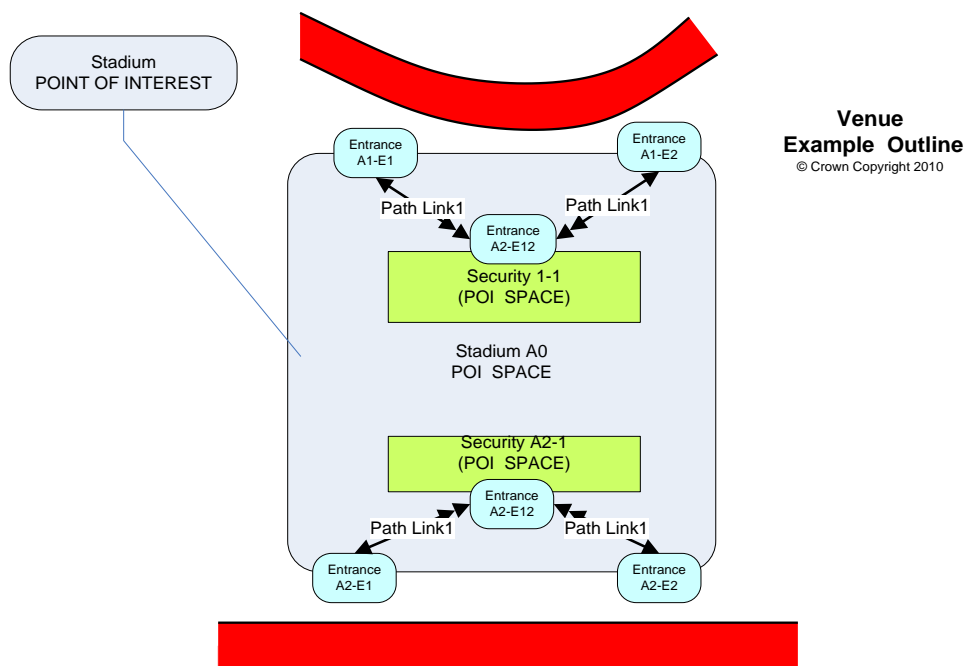 Stadium
POINT OF INTEREST
Venue
Example Outline
© Crown Copyright 2010
Entrance
A1-E1
Entrance
A1-E2
Path Link1
Path Link1
Entrance
A2-E12
Security 1-1
(POI SPACE)
Stadium A0
POI SPACE
Security A2-1
(POI SPACE)
Entrance
A2-E12
Path Link1
Path Link1
Entrance
A2-E1
Entrance
A2-E2